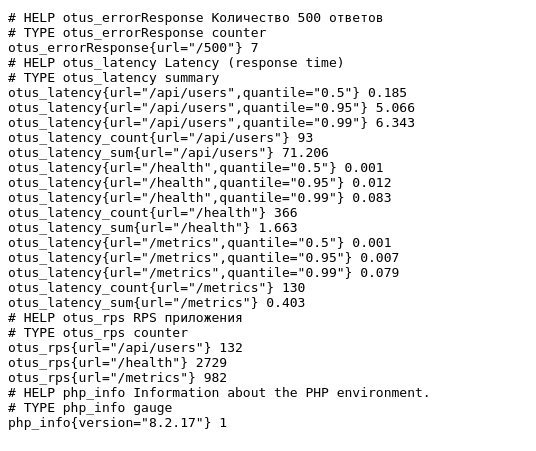 # HELP otus_errorResponse Количество 500 ответов
# TYPE otus_errorResponse counter
otus_errorResponse{url="/500"} 7
# HELP otus_latency Latency (response time)
# TYPE otus_latency summary
otus_latency{url="/api/users",quantile="0.5"} 0.185
otus_latency{url="/api/users",quantile="0.95"} 5.066
otus_latency{url="/api/users",quantile="0.99"} 6.343
otus_latency_count{url="/api/users"} 93
otus_latency_sum{url="/api/users"} 71.206
otus_latency{url="/health",quantile="0.5"} 0.001
otus_latency{url="/health",quantile="0.95"} 0.012
otus_latency{url="/health",quantile="0.99"} 0.083
otus_latency_count{url="/health"} 366
otus_latency_sum{url="/health"} 1.663
otus_latency{url="/metrics",quantile="0.5"} 0.001
otus_latency{url="/metrics",quantile="0.95"} 0.007
otus_latency{url="/metrics",quantile="0.99"} 0.079
otus_latency_count{url="/metrics"} 130
otus_latency_sum{url="/metrics"} 0.403
# HELP otus_rps RPS приложения
# TYPE otus_rps counter
otus_rps{url="/api/users"} 132
otus_rps{url="/health"} 2729
otus_rps{url="/metrics"} 982
# HELP php_info Information about the PHP environment.
# TYPE php_info gauge
php_info{version="8.2.17"} 1